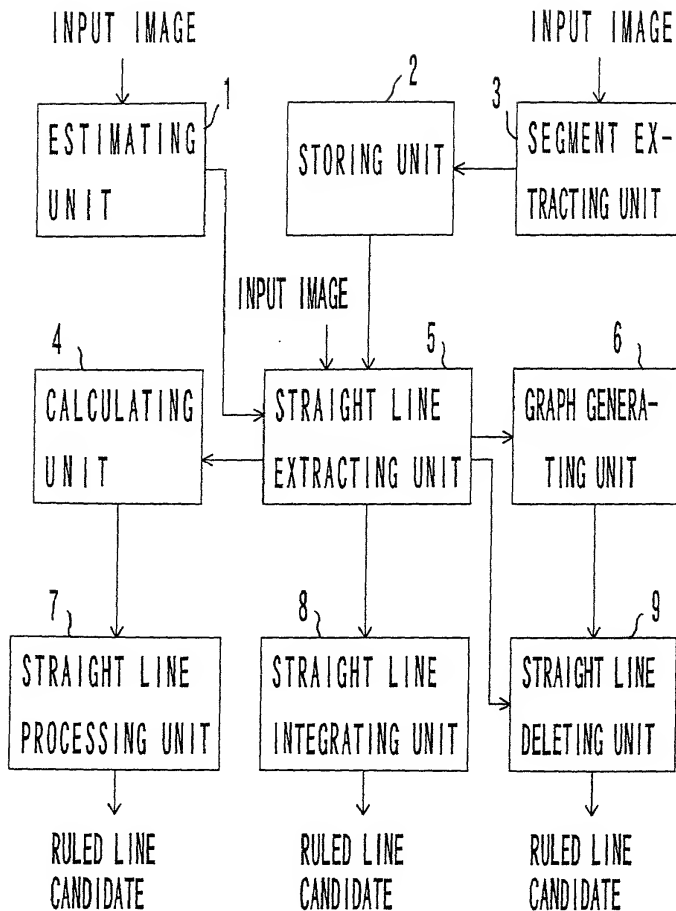 INPUT IMAGE
INPUT IMAGE
1
2
3
ESTIMATING
UNIT
STORING UNIT
SEGMENT EX-
TRACTING UNIT
INPUT IMAGE
4
5
6
CALCULATING
UNIT
STRAIGHT LINE
EXTRACTING UNIT
GRAPH GENERA-
TING UNIT
7
8
9
STRAIGHT LINE
PROCESSING UNIT
STRAIGHT LINE
INTEGRATING UNIT
STRAIGHT LINE
DELETING UNIT
RULED LINE
CANDIDATE
RULED LINE
CANDIDATE
RULED LINE
CANDIDATE